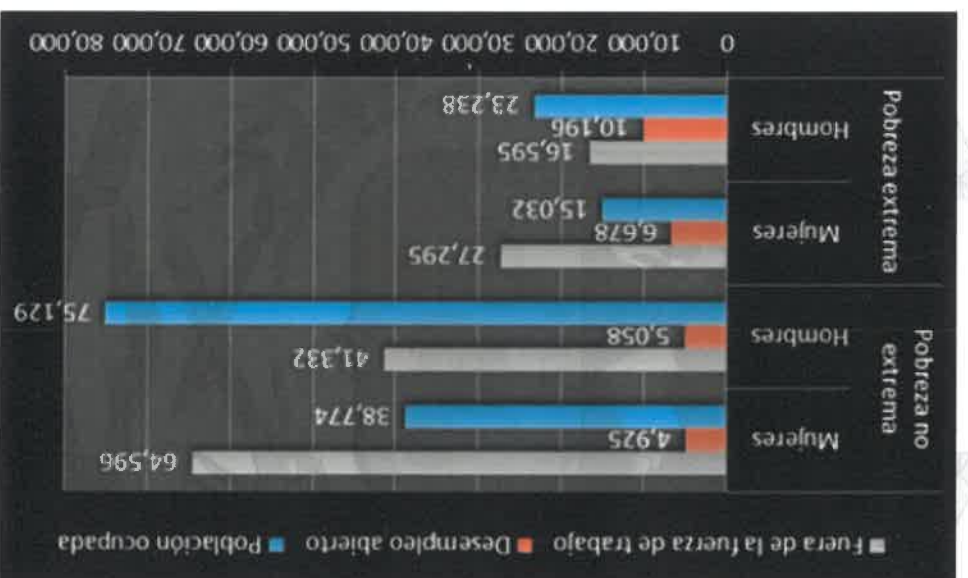 Fuera de la fuerza de trabajo Desempleo abierto Población ocupada
Pobreza no
extrema
Mujeres
64,596
4,925
38,774
Hombres
41,332
5,058
75,129
Pobreza extrema
Mujeres
27,295
6,678
15,032
Hombres
16,595
10,196
23,238
0 10,000 20,000 30,000 40,000 50,000 60,000 70,000 80,000